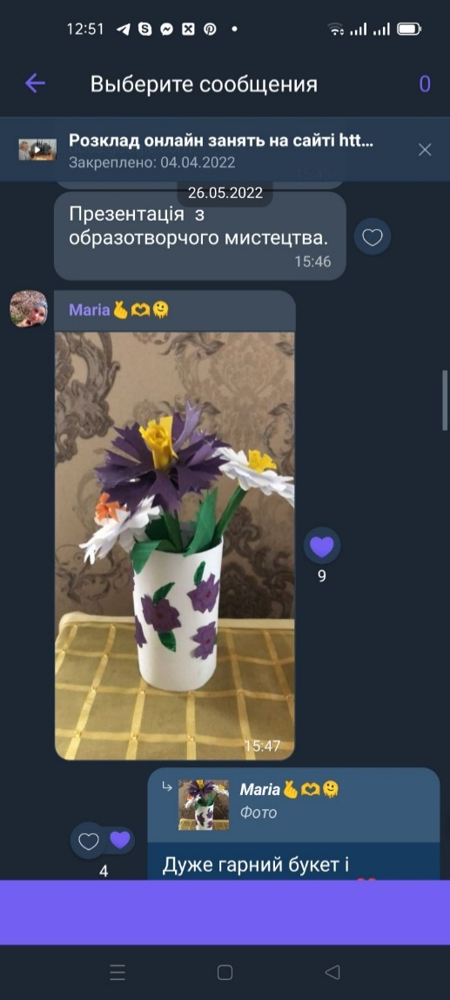 12:51
Выберите сообщения
0
Розклад онлайн занять на сайті htt...
Закреплено: 04.04.2022
26.05.2022
Презентація з
образотворчого мистецтва.
15:46
Maria🫰🫶🫠
9
15:47
Maria🫰🫶🫠
Фото
4
Дуже гарний букет і